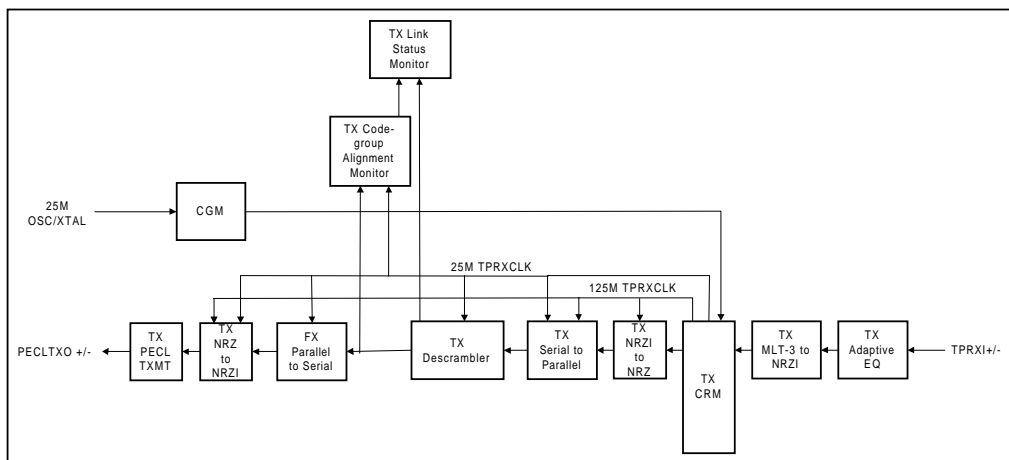 TX Link
Status
Monitor
TX Code-
group
Alignment
Monitor
25M
OSC/XTAL
CGM
25M TPRXCLK
125M TPRXCLK
PECLTXO +/-
TX
PECL
TXMT
TX
NRZ
to
NRZI
FX
Parallel
to Serial
TX
Descrambler
TX
Serial to
Parallel
TX
NRZI
to
NRZ
TX
CRM
TX
MLT-3 to
NRZI
TX
Adaptive
EQ
TPRXI+/-